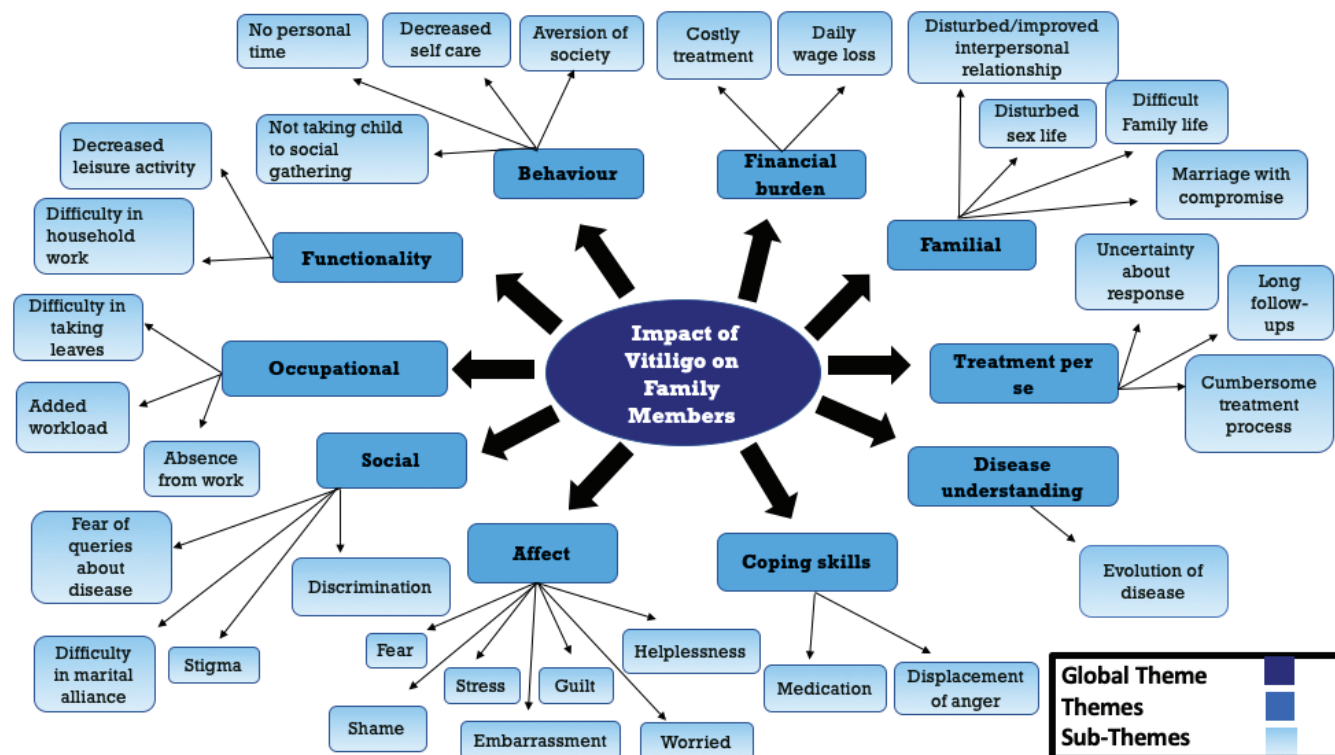 No personal
time
Decreased
self care
Aversion of
society
Costly
treatment
Daily
wage loss
Disturbed/improved
interpersonal
relationship
Disturbed
sex life
Difficult
Family life
Marriage with
compromise
Not taking child
to social
gathering
Decreased
leisure activity
Difficulty in
household
work
Behaviour
Financial
burden
Familial
Functionality
Uncertainty
about
response
Long
follow-
ups
Difficulty in
taking
leaves
Occupational
Impact of
Vitiligo on
Family
Members
Treatment per
se
Cumbersome
treatment
process
Added
workload
Absence
from work
Social
Disease
understanding
Fear of
queries
about
disease
Discrimination
Affect
Coping skills
Evolution of
disease
Difficulty
in marital
alliance
Stigma
Fear
Stress
Guilt
Helplessness
Shame
Embarrassment
Worried
Medication
Displacement
of anger
Global Theme
Themes
Sub-Themes